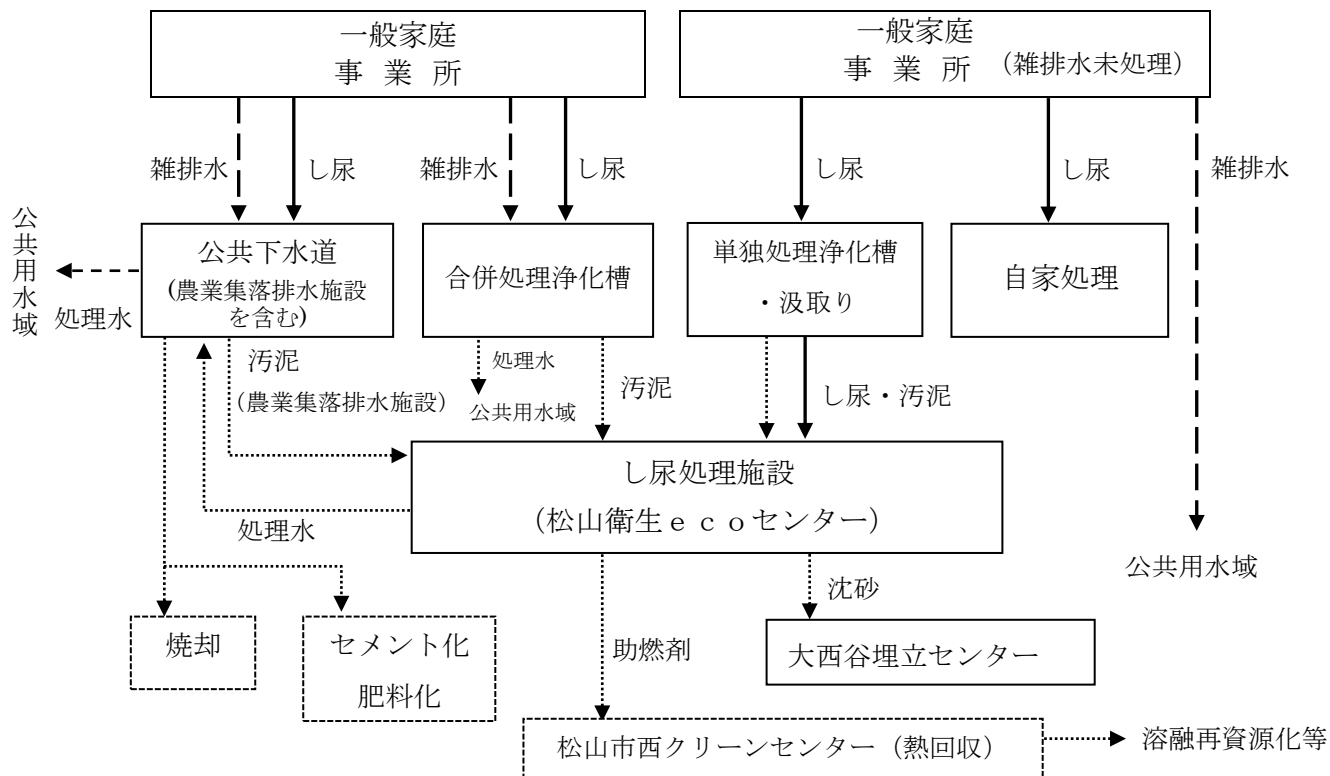 一般家庭
事 業 所
一般家庭
事 業 所 (雑排水未処理)
雑排水
し尿
雑排水
し尿
し尿
し尿
雑排水
公共用水域
処理水
公共下水道
(農業集落排水施設
を含む)
合併処理浄化槽
単独処理浄化槽
・汲取り
自家処理
汚泥
(農業集落排水施設)
処理水
公共用水域
汚泥
し尿・汚泥
し尿処理施設
(松山衛生ecoセンター)
処理水
公共用水域
沈砂
助燃剤
焼却
セメント化
肥料化
大西谷埋立センター
松山市西クリーンセンター(熱回収)
溶融再資源化等